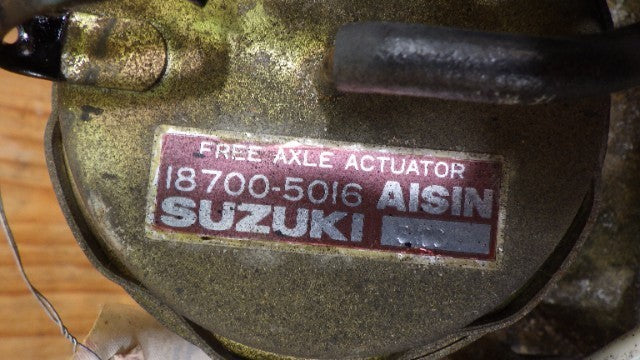 FREE AXLE ACTUATOR
18700-5016 AISIN
SUZUKI